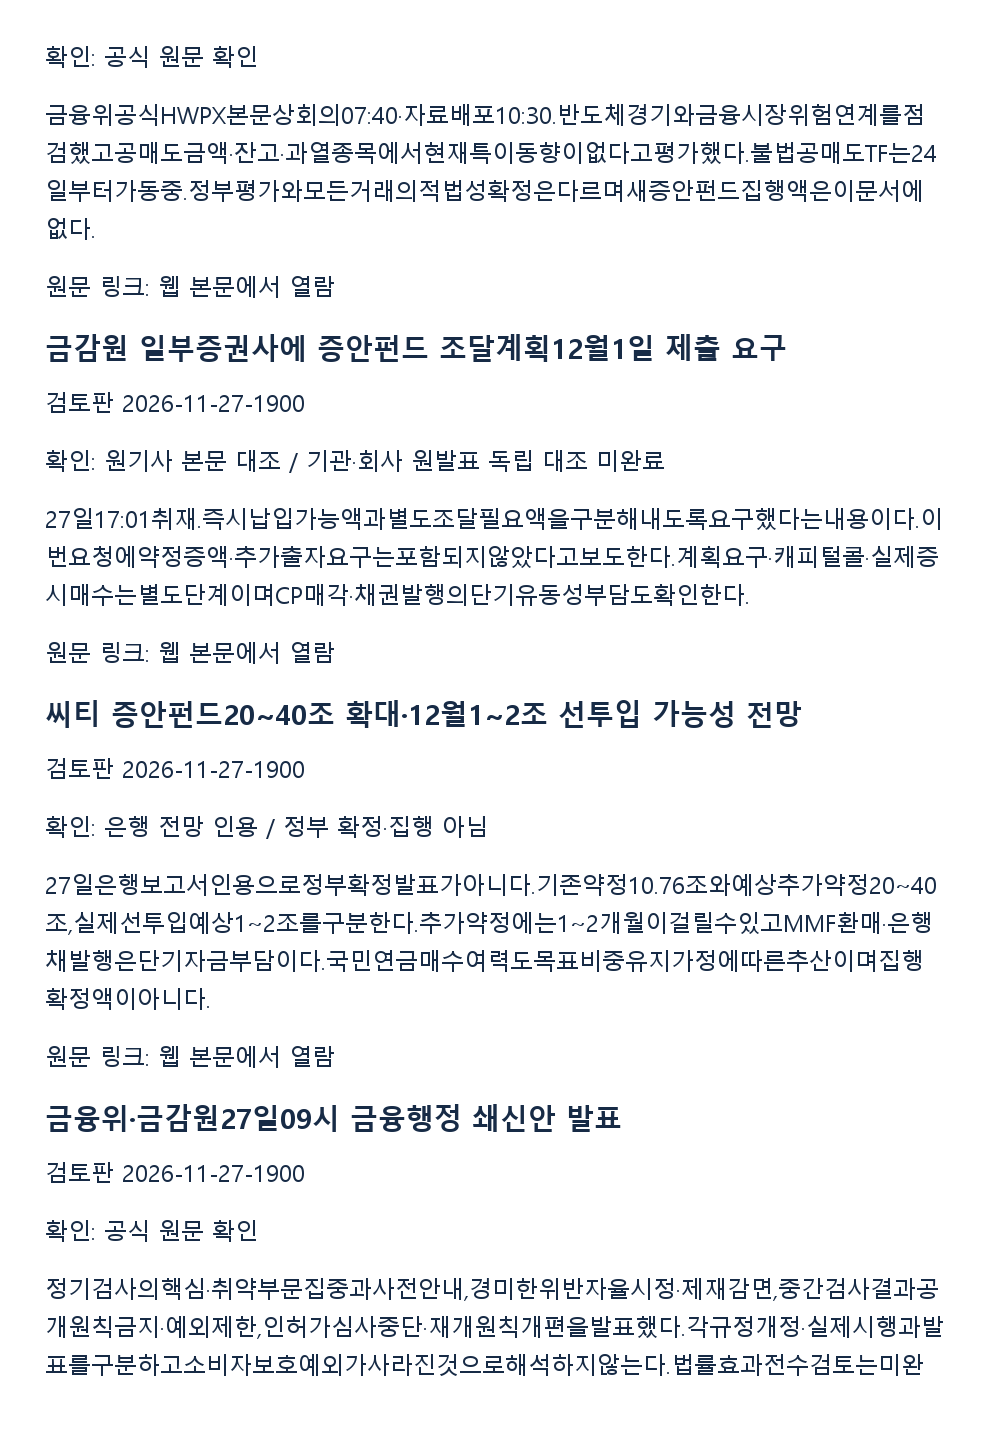 확인: 공식 원문 확인
금융위공식HWPX본문상회의07:40·자료배포10:30.반도체경기와금융시장위험연계를점
검했고공매도금액·잔고·과열종목에서현재특이동향이없다고평가했다.불법공매도TF는24
일부터가동중.정부평가와모든거래의적법성확정은다르며새증안펀드집행액은이문서에
없다.
원문 링크: 웹 본문에서 열람
금감원 일부증권사에 증안펀드 조달계획12월1일 제출 요구
검토판 2026-11-27-1900
확인: 원기사 본문 대조 / 기관·회사 원발표 독립 대조 미완료
27일17:01취재.즉시납입가능액과별도조달필요액을구분해내도록요구했다는내용이다.이
번요청에약정증액·추가출자요구는포함되지않았다고보도한다.계획요구·캐피털콜·실제증
시매수는별도단계이며CP매각·채권발행의단기유동성부담도확인한다.
원문 링크: 웹 본문에서 열람
씨티 증안펀드20~40조 확대·12월1~2조 선투입 가능성 전망
검토판 2026-11-27-1900
확인: 은행 전망 인용 / 정부 확정·집행 아님
27일은행보고서인용으로정부확정발표가아니다.기존약정10.76조와예상추가약정20~40
조,실제선투입예상1~2조를구분한다.추가약정에는1~2개월이걸릴수있고MMF환매·은행
채발행은단기자금부담이다.국민연금매수여력도목표비중유지가정에따른추산이며집행
확정액이아니다.
원문 링크: 웹 본문에서 열람
금융위·금감원27일09시 금융행정 쇄신안 발표
검토판 2026-11-27-1900
확인: 공식 원문 확인
정기검사의핵심·취약부문집중과사전안내,경미한위반자율시정·제재감면,중간검사결과공
개원칙금지·예외제한,인허가심사중단·재개원칙개편을발표했다.각규정개정·실제시행과발
표를구분하고소비자보호예외가사라진것으로해석하지않는다.법률효과전수검토는미완